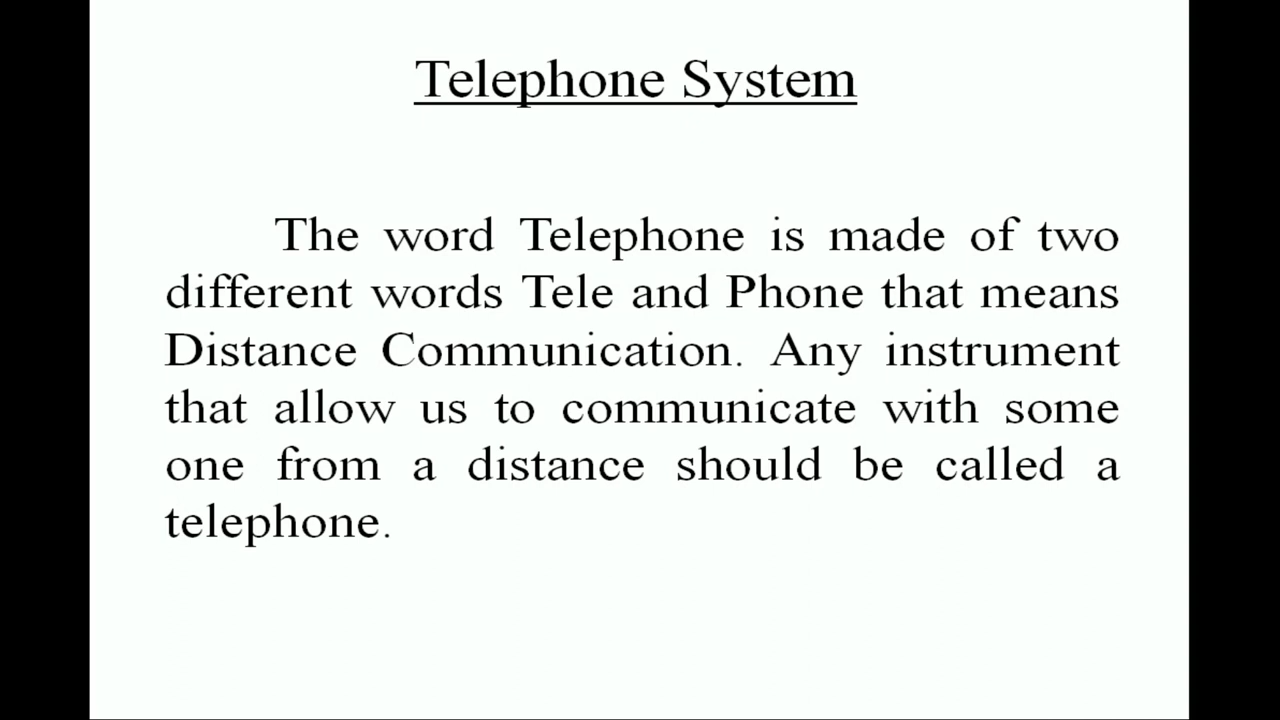 Telephone System
The word Telephone is made of two
different words Tele and Phone that means
Distance Communication. Any instrument
that allow us to communicate with some
one from a distance should be called a
telephone.